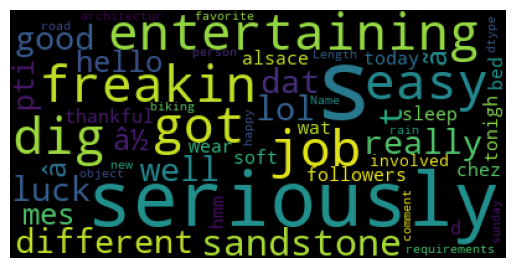 architectur
favorite
road
person
Length
dtype
good
entertaining
hello
alsace
today
ã
pti
freakin
dat
S
easy
bed
tonigh
biking
Name
thankful
lol
t
sleep
dig
â½
got
wat
rain
happy
job
really
wear
soft
involved
chez
â
luck
well
followers
new
object
mes
seriously
hmm
d
comment
sunday
different
sandstone
requirements